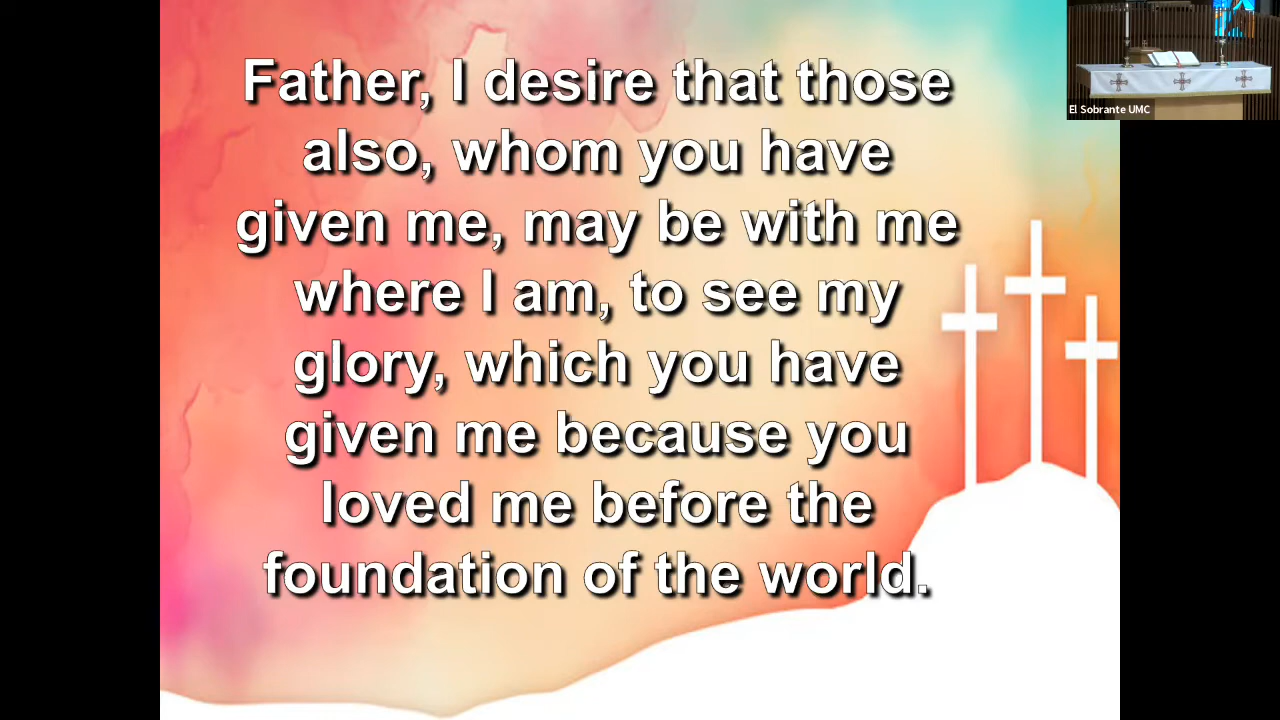 Father, I desire that those
also, whom you have
given me, may be with me
where I am, to see my
glory, which you have
given me because you
loved me before the
foundation of the world.
El Sobrante UMC